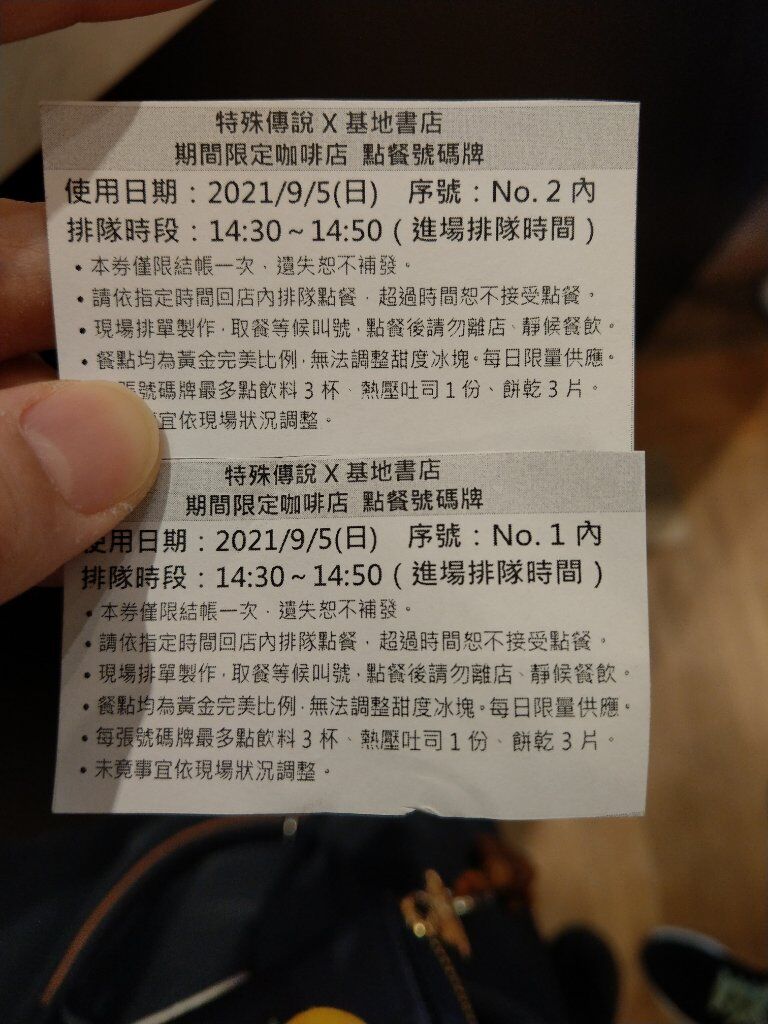 特殊傳說 X 基地書店
期間限定咖啡店 點餐號碼牌
使用日期：2021/9/5(日) 序號：No. 2 內
排隊時段：14:30～14:50（進場排隊時間）
•本券僅限結帳一次，遺失恕不補發。
•請依指定時間回店內排隊點餐，超過時間恕不接受點餐。
•現場排單製作，取餐等候叫號，點餐後請勿離店、靜候餐飲。
•餐點均為黃金完美比例，無法調整甜度冰塊。每日限量供應。
張號碼牌最多點飲料 3 杯、熱壓吐司 1 份、餅乾 3 片。
宜依現場狀況調整。
特殊傳說 X 基地書店
期間限定咖啡店 點餐號碼牌
使用日期：2021/9/5(日) 序號：No. 1 內
排隊時段：14:30～14:50（進場排隊時間）
•本券僅限結帳一次，遺失恕不補發。
•請依指定時間回店內排隊點餐，超過時間恕不接受點餐。
•現場排單製作，取餐等候叫號，點餐後請勿離店、靜候餐飲。
•餐點均為黃金完美比例，無法調整甜度冰塊。每日限量供應。
•每張號碼牌最多點飲料 3 杯、熱壓吐司 1 份、餅乾 3 片。
•未竟事宜依現場狀況調整。